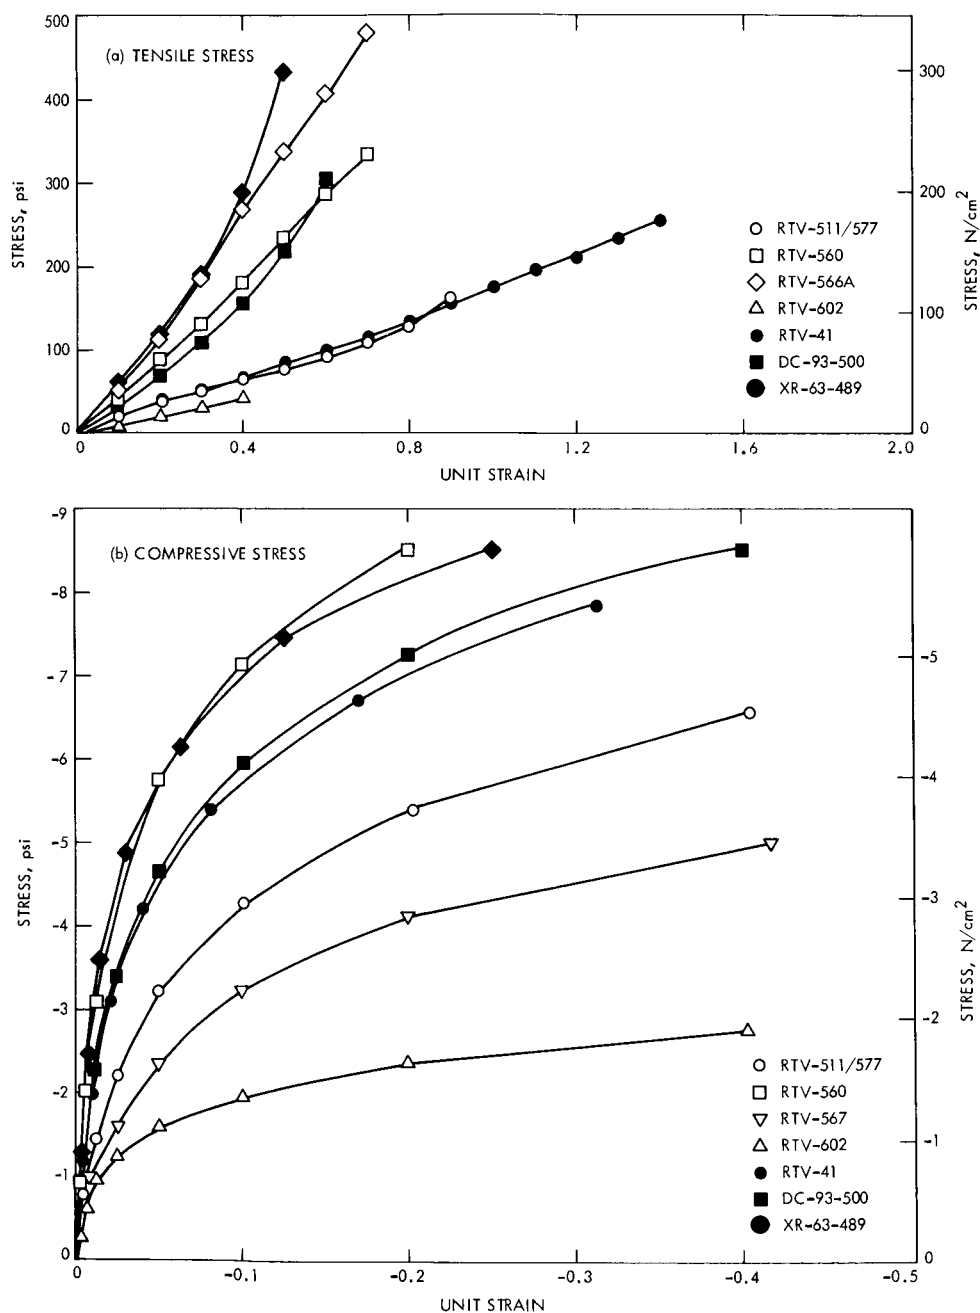 (a) TENSILE STRESS
500
400
300
200
100
0
STRESS, psi
300
200
100
0
STRESS, N/cm2
RTV-511/577
RTV-560
RTV-566A
RTV-602
RTV-41
DC-93-500
XR-63-489
0
0.4
0.8
1.2
1.6
2.0
UNIT STRAIN
(b) COMPRESSIVE STRESS
-9
-8
-7
-6
-5
-4
-3
-2
-1
0
STRESS, psi
-5
-4
-3
-2
-1
0
STRESS, N/cm2
RTV-511/577
RTV-560
RTV-567
RTV-602
RTV-41
DC-93-500
XR-63-489
0
-0.1
-0.2
-0.3
-0.4
-0.5
UNIT STRAIN